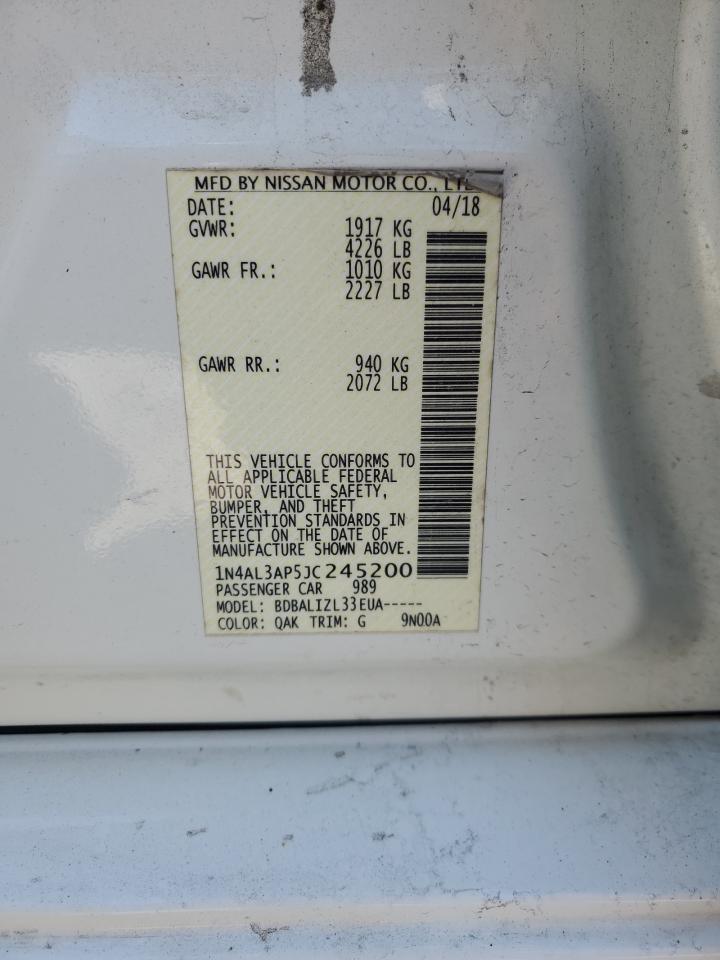 MFD BY NISSAN MOTOR CO.,
DATE: 04/18
GVWR: 1917 KG
4226 LB
GAWR FR.: 1010 KG
2227 LB
GAWR RR.: 940 KG
2072 LB
THIS VEHICLE CONFORMS TO
ALL APPLICABLE FEDERAL
MOTOR VEHICLE SAFETY,
BUMPER, AND THEFT
PREVENTION STANDARDS IN
EFFECT ON THE DATE OF
MANUFACTURE SHOWN ABOVE.
1N4AL3AP5JC245200
PASSENGER CAR 989
MODEL: BDBALIZL33EUA-----
COLOR: QAK TRIM: G 9N00A